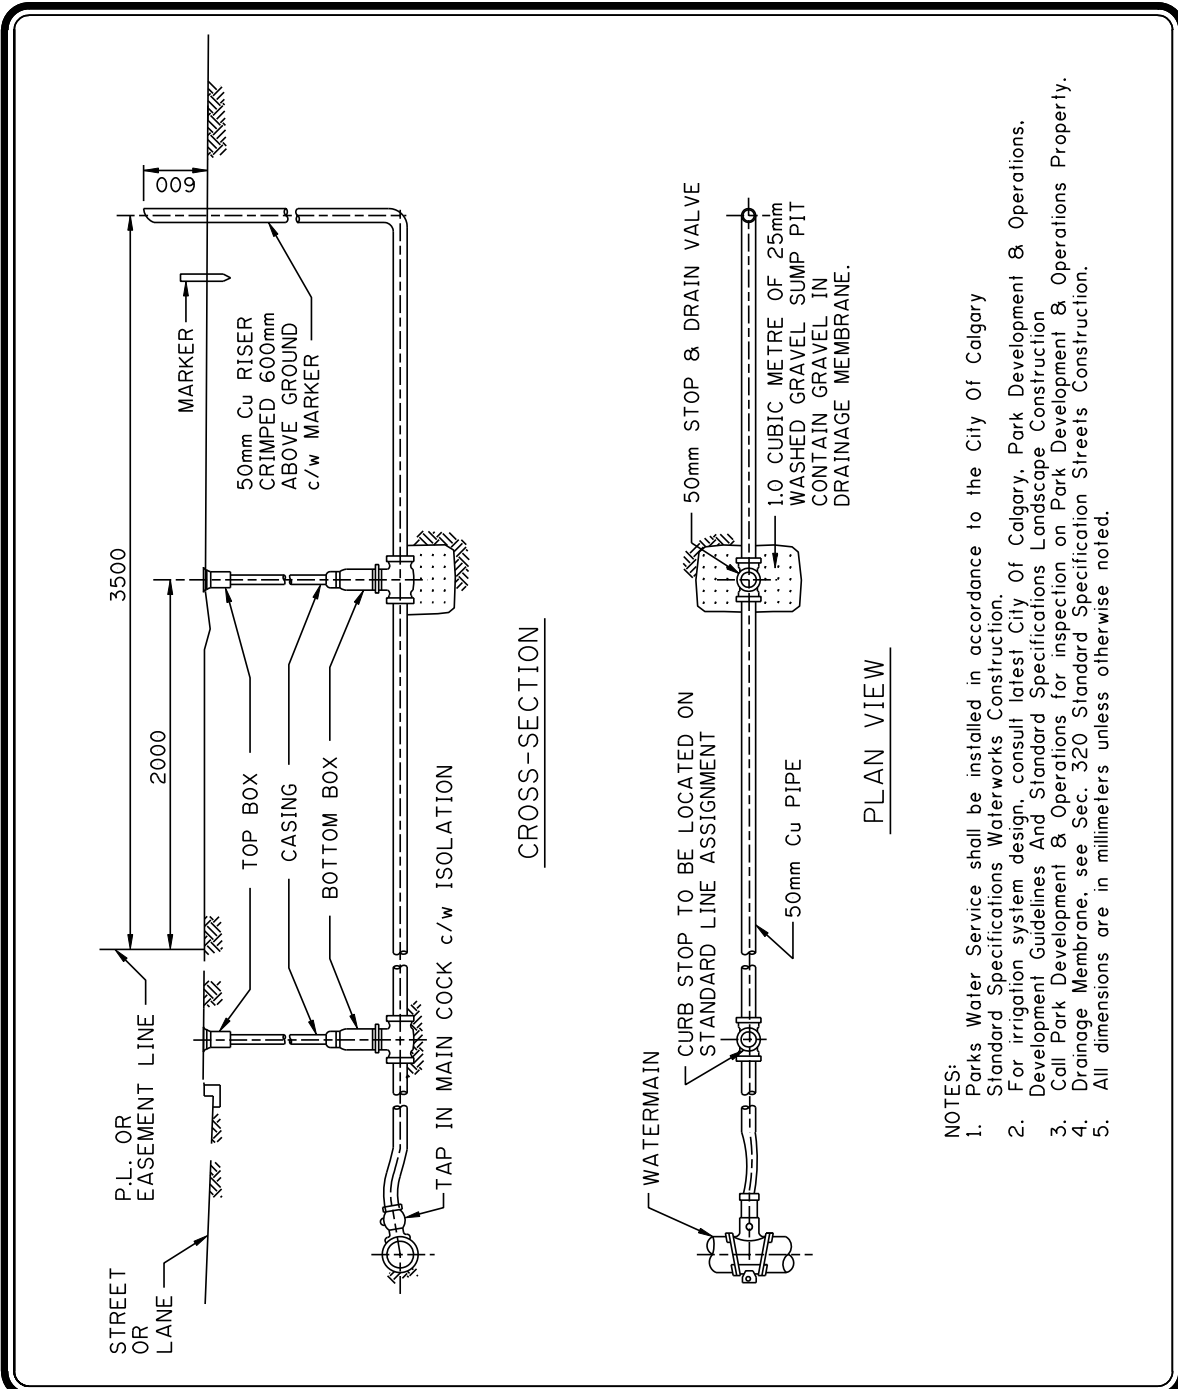 STREET
OR
LANE
P.L. OR
EASEMENT LINE
2000
3500
MARKER
600
50mm Cu RISER
CRIMPED 600mm
ABOVE GROUND
c/w MARKER
TOP BOX
CASING
BOTTOM BOX
TAP IN MAIN COCK c/w ISOLATION
CROSS-SECTION
WATERMAIN
CURB STOP TO BE LOCATED ON
STANDARD LINE ASSIGNMENT
50mm STOP & DRAIN VALVE
1.0 CUBIC METRE OF 25mm
WASHED GRAVEL SUMP PIT
CONTAIN GRAVEL IN
DRAINAGE MEMBRANE.
50mm Cu PIPE
PLAN VIEW
NOTES:
1. Parks Water Service shall be installed in accordance to the City Of Calgary
Standard Specifications Waterworks Construction.
2. For irrigation system design, consult latest City Of Calgary, Park Development & Operations,
Development Guidelines And Standard Specifications Landscape Construction
3. Call Park Development & Operations for inspection on Park Development & Operations Property.
4. Drainage Membrane, see Sec. 320 Standard Specification Streets Construction.
5. All dimensions are in millimeters unless otherwise noted.